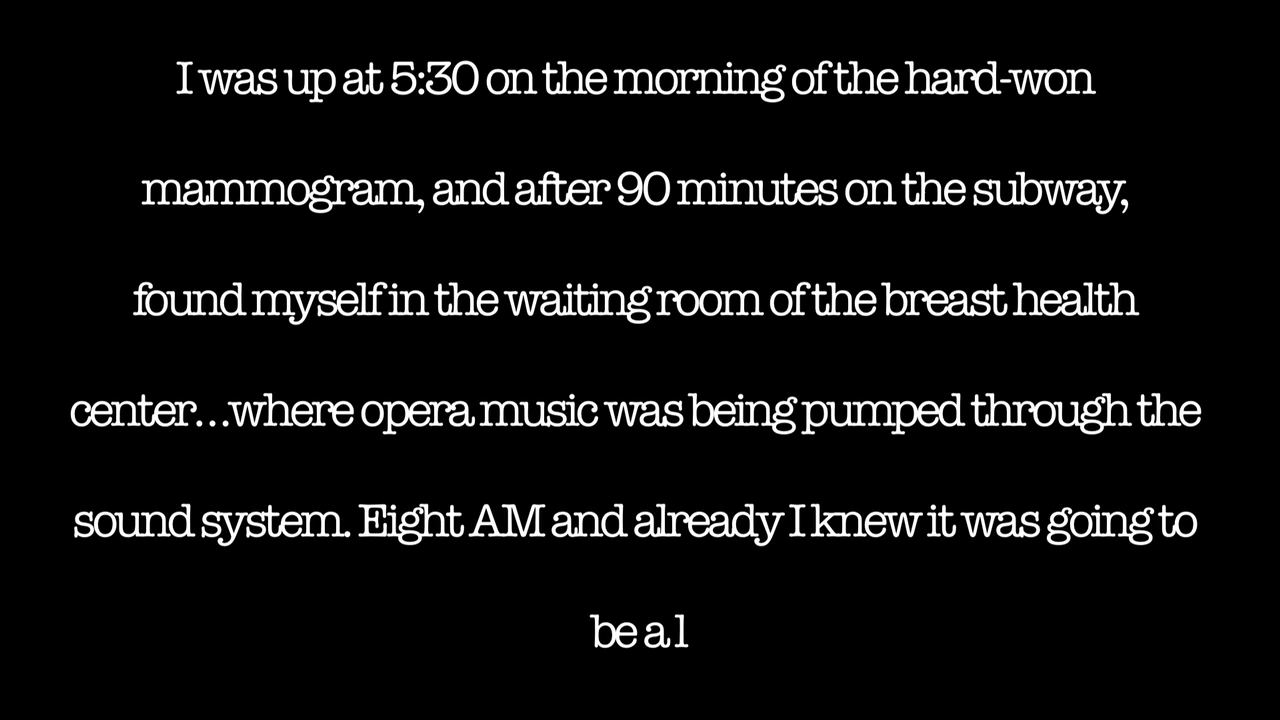 I was up at 5:30 on the morning of the hard-won
mammogram, and after 90 minutes on the subway,
found myself in the waiting room of the breast health
center...where opera music was being pumped through the
sound system. Eight AM and already I knew it was going to
be a l